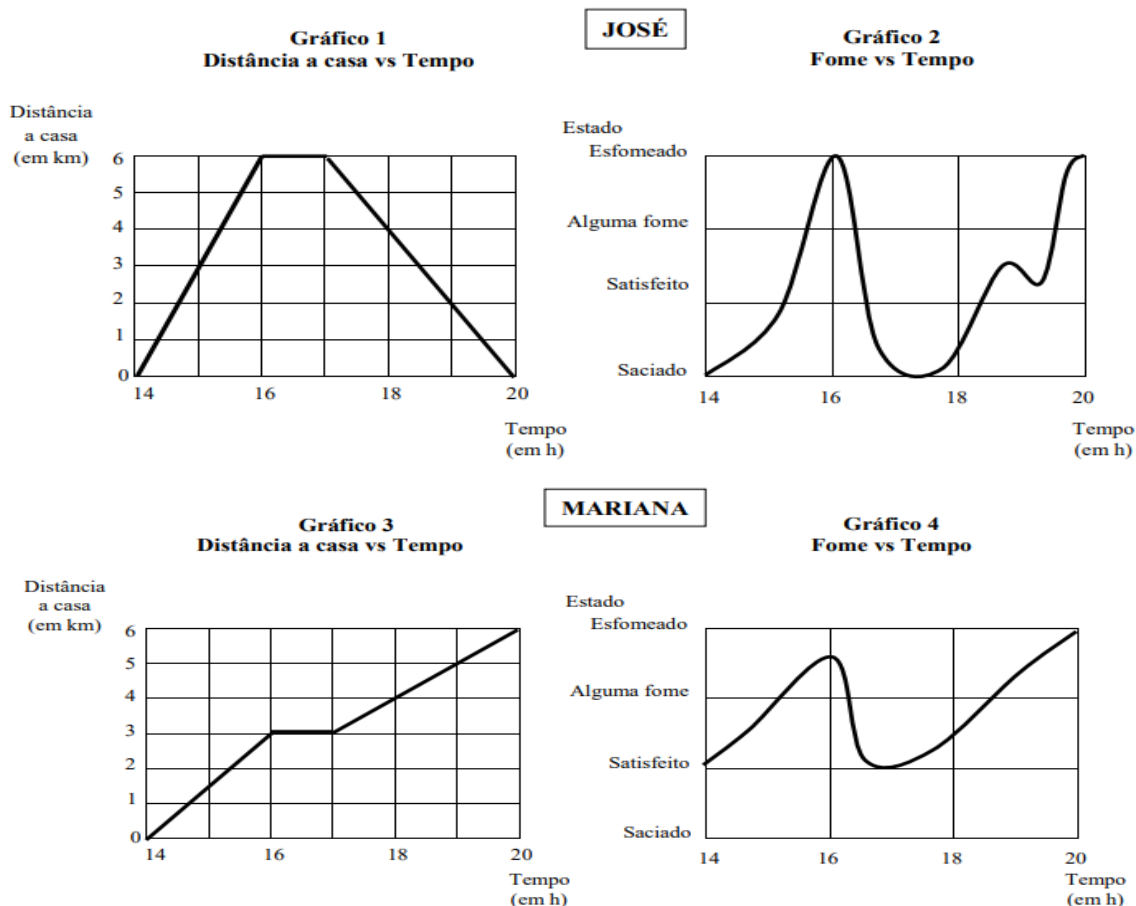 JOSÉ
Gráfico 1
Distância a casa vs Tempo
Distância
a casa
(em km)
6
5
4
3
2
1
0
14
16
18
20
Tempo
(em h)
Gráfico 2
Fome vs Tempo
Estado
Esfomeado
Alguma fome
Satisfeito
Saciado
14
16
18
20
Tempo
(em h)
MARIANA
Gráfico 3
Distância a casa vs Tempo
Distância
a casa
(em km)
6
5
4
3
2
1
0
14
16
18
20
Tempo
(em h)
Gráfico 4
Fome vs Tempo
Estado
Esfomeado
Alguma fome
Satisfeito
Saciado
14
16
18
20
Tempo
(em h)